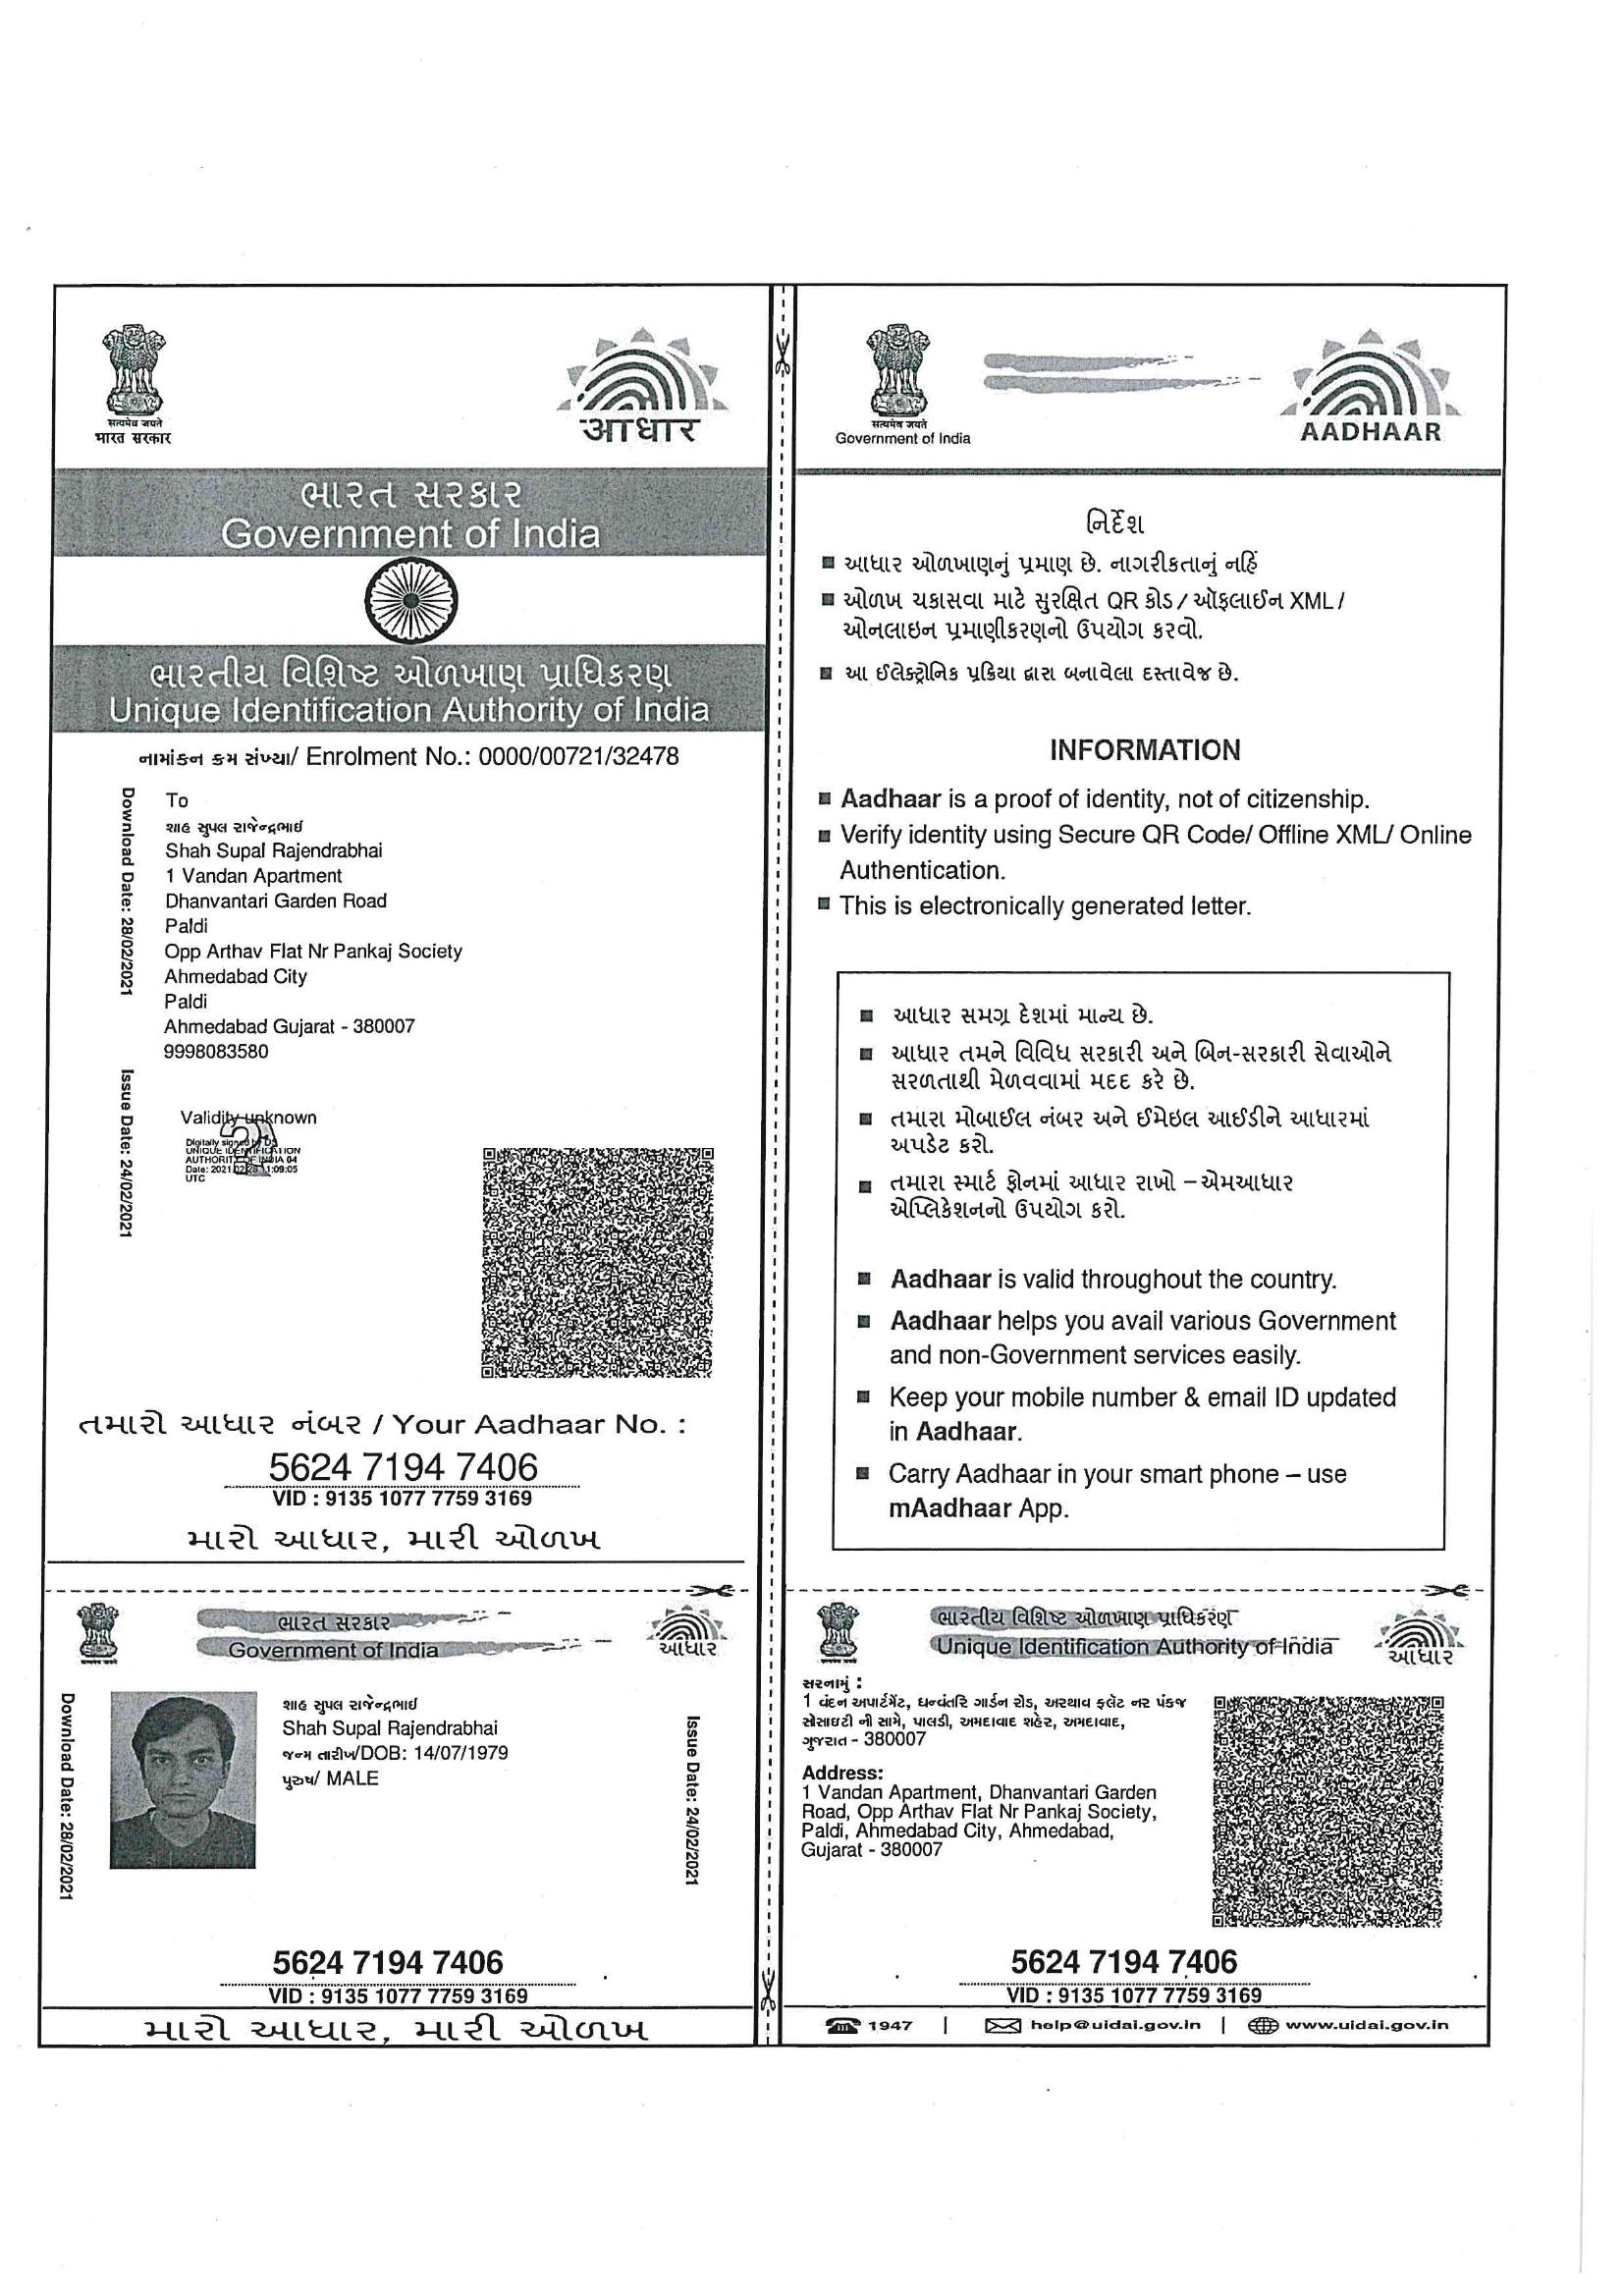 सत्यमेव जयते
भारत सरकार
आधार
ભારત સરકાર
Government of India
ભારતીય વિશિષ્ટ ઓળખાણ પ્રાધિકરણ
Unique Identification Authority of India
નામાંકન ક્રમ સંખ્યા/ Enrolment No.: 0000/00721/32478
Download Date: 28/02/2021
Issue Date: 24/02/2021
To
શાહ સુપલ રાજેન્દ્રભાઈ
Shah Supal Rajendrabhai
1 Vandan Apartment
Dhanvantari Garden Road
Paldi
Opp Arthav Flat Nr Pankaj Society
Ahmedabad City
Paldi
Ahmedabad Gujarat - 380007
9998083580
Validity unknown
Digitally signed by DS
UNIQUE IDENTIFICATION
AUTHORITY OF INDIA 04
Date: 2021
UTC
તમારો આધાર નંબર / Your Aadhaar No. :
5624 7194 7406
VID : 9135 1077 7759 3169
મારો આધાર, મારી ઓળખ
सत्यमेव जयते
Government of India
AADHAAR
નિર્દેશ
આધાર ઓળખાણનું પ્રમાણ છે. નાગરીકતાનું નહિં
ઓળખ ચકાસવા માટે સુરક્ષિત QR કોડ / ઑફલાઈન XML /
ઓનલાઇન પ્રમાણીકરણનો ઉપયોગ કરવો.
આ ઈલેક્ટ્રોનિક પ્રક્રિયા દ્વારા બનાવેલા દસ્તાવેજ છે.
INFORMATION
Aadhaar is a proof of identity, not of citizenship.
Verify identity using Secure QR Code/ Offline XML/ Online
Authentication.
This is electronically generated letter.
આધાર સમગ્ર દેશમાં માન્ય છે.
આધાર તમને વિવિધ સરકારી અને બિન-સરકારી સેવાઓને
સરળતાથી મેળવવામાં મદદ કરે છે.
તમારા મોબાઈલ નંબર અને ઈમેઇલ આઈડીને આધારમાં
અપડેટ કરો.
તમારા સ્માર્ટ ફોનમાં આધાર રાખો – એમઆધાર
એપ્લિકેશનનો ઉપયોગ કરો.
Aadhaar is valid throughout the country.
Aadhaar helps you avail various Government
and non-Government services easily.
Keep your mobile number & email ID updated
in Aadhaar.
Carry Aadhaar in your smart phone – use
mAadhaar App.
ભારત સરકાર
Government of India
આધાર
Download Date: 28/02/2021
શાહ સુપલ રાજેન્દ્રભાઈ
Shah Supal Rajendrabhai
જન્મ તારીખ/DOB: 14/07/1979
પુરુષ/ MALE
Issue Date: 24/02/2021
5624 7194 7406
VID : 9135 1077 7759 3169
મારો આધાર, મારી ઓળખ
ભારતીય વિશિષ્ટ ઓળખાણ પ્રાધિકરણ
Unique Identification Authority of India
આધાર
સરનામું :
1 વંદન અપાર્ટમેંટ, ધન્વંતરિ ગાર્ડન રોડ, અરથાવ ફ્લૅટ નર પંકજ
સોસાઇટી ની સામે, પાલડી, અમદાવાદ શહેર, અમદાવાદ,
ગુજરાત - 380007
Address:
1 Vandan Apartment, Dhanvantari Garden
Road, Opp Arthav Flat Nr Pankaj Society,
Paldi, Ahmedabad City, Ahmedabad,
Gujarat - 380007
5624 7194 7406
VID : 9135 1077 7759 3169
1947 | help@uidai.gov.in | www.uidai.gov.in